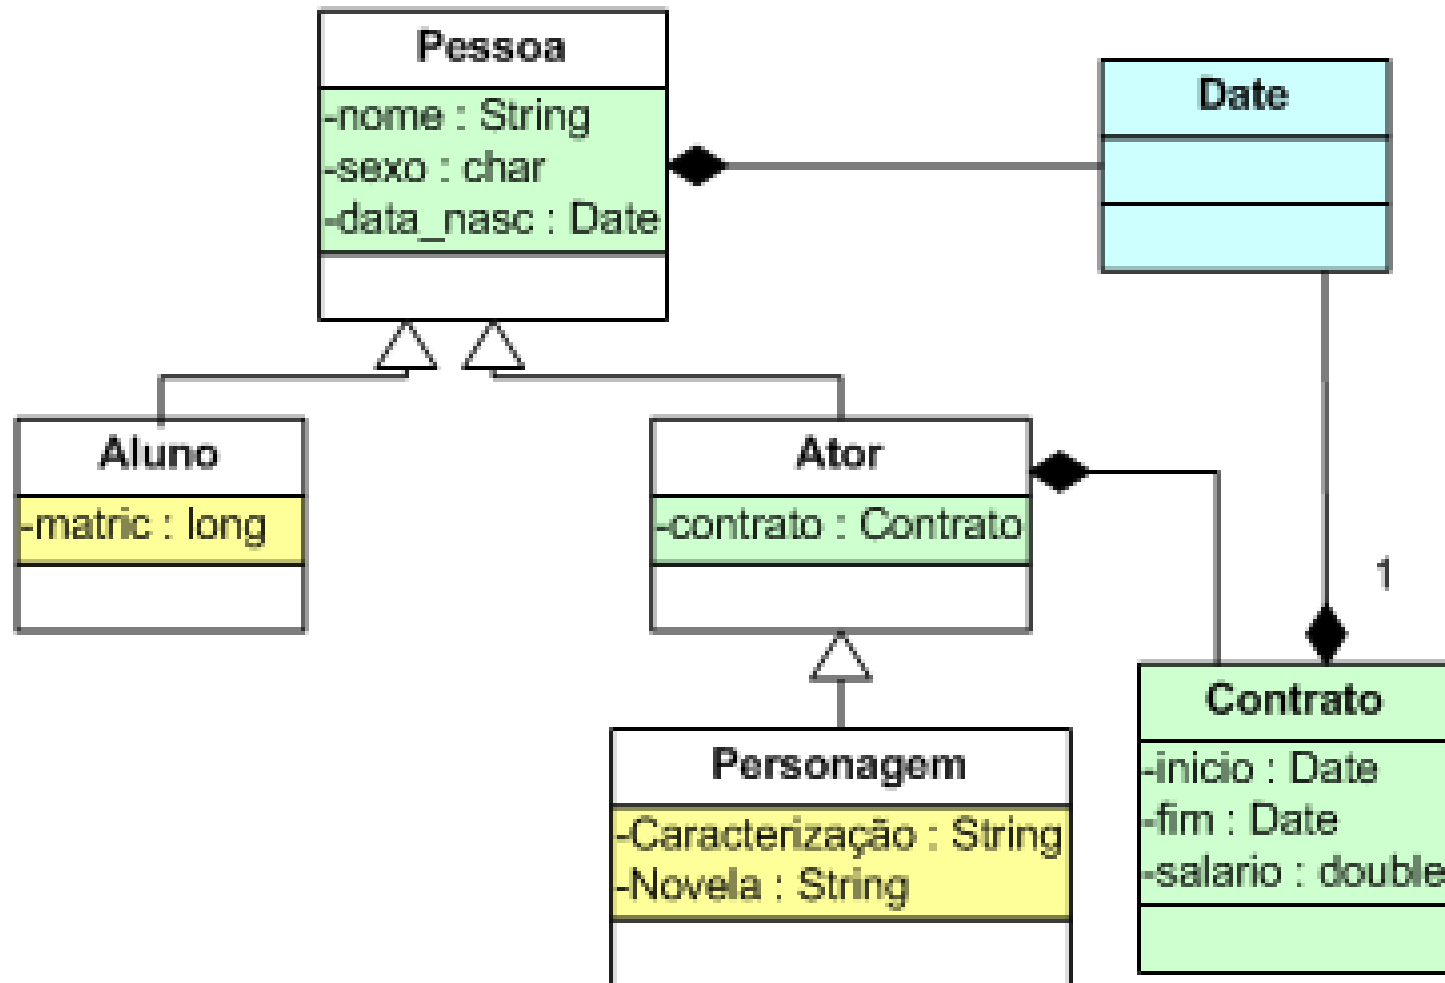 Pessoa
-nome : String
-sexo : char
-data_nasc : Date
Date
Aluno
-matric : long
Ator
-contrato : Contrato
1
Personagem
-Caracterização : String
-Novela : String
Contrato
-inicio : Date
-fim : Date
-salario : double